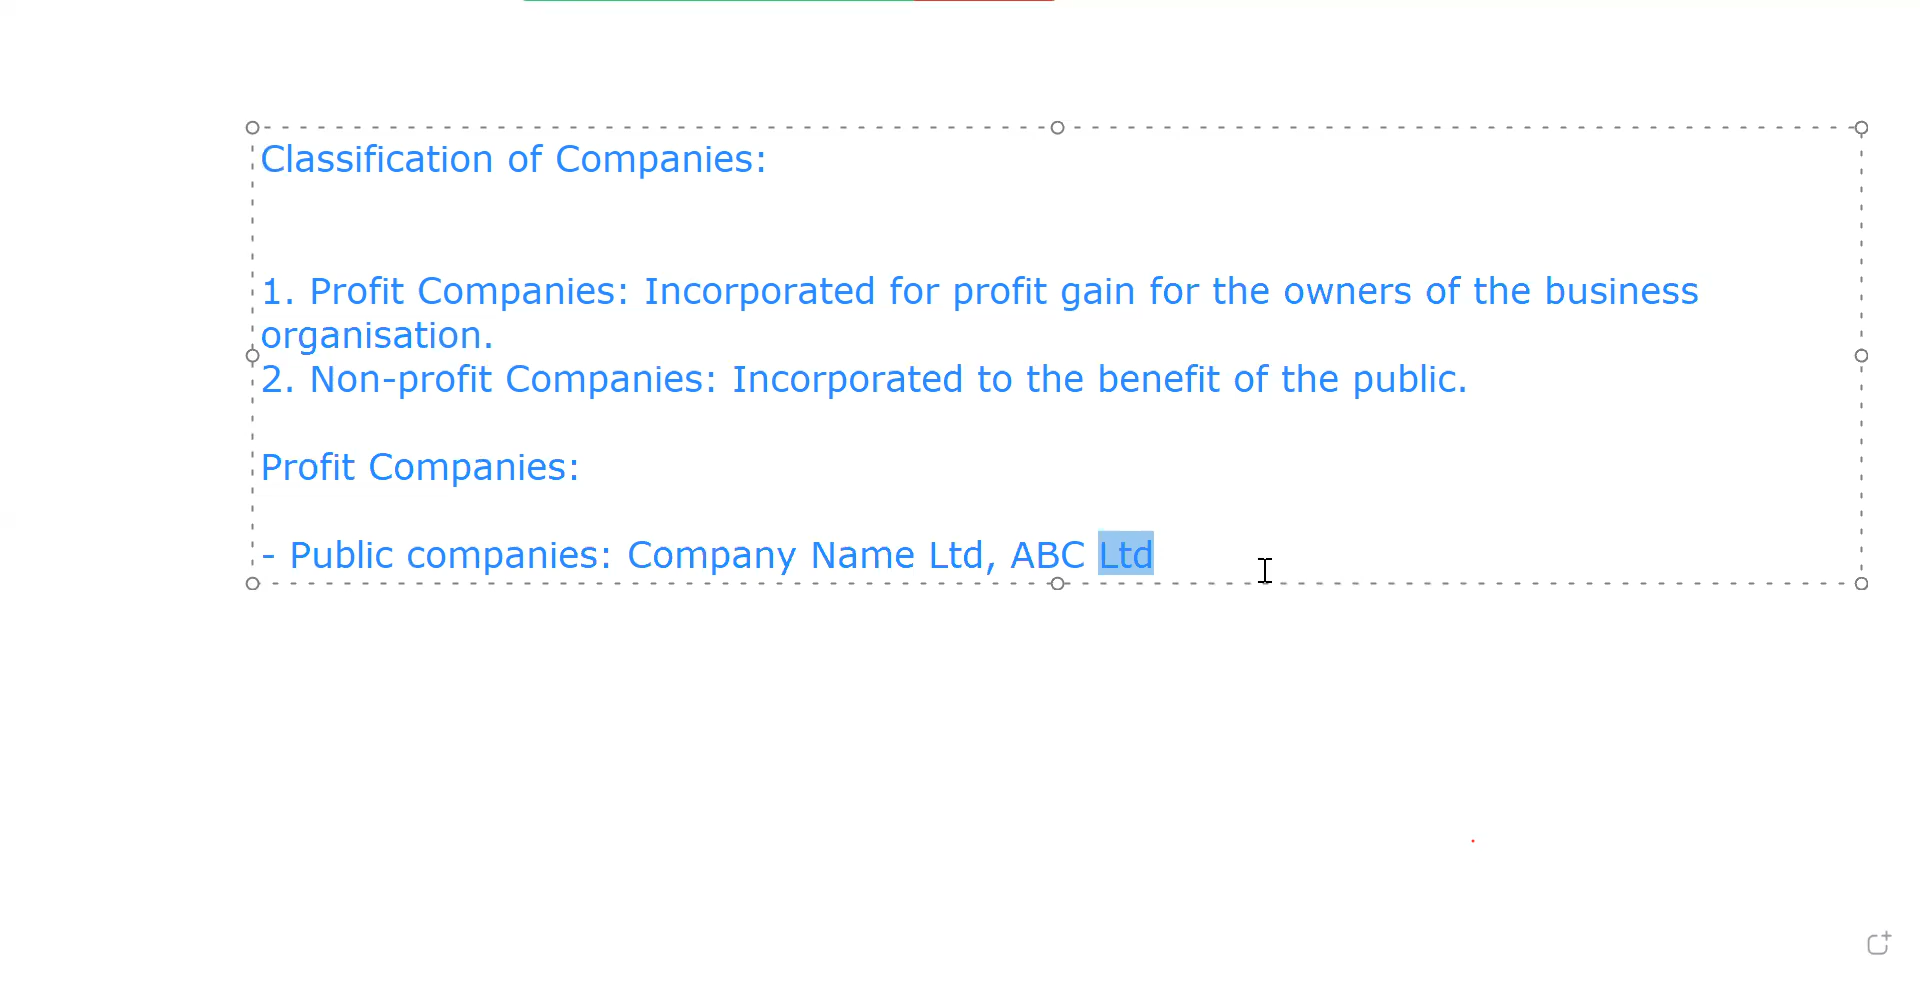 Classification of Companies:
1. Profit Companies: Incorporated for profit gain for the owners of the business
organisation.
2. Non-profit Companies: Incorporated to the benefit of the public.
Profit Companies:
- Public companies: Company Name Ltd, ABC Ltd